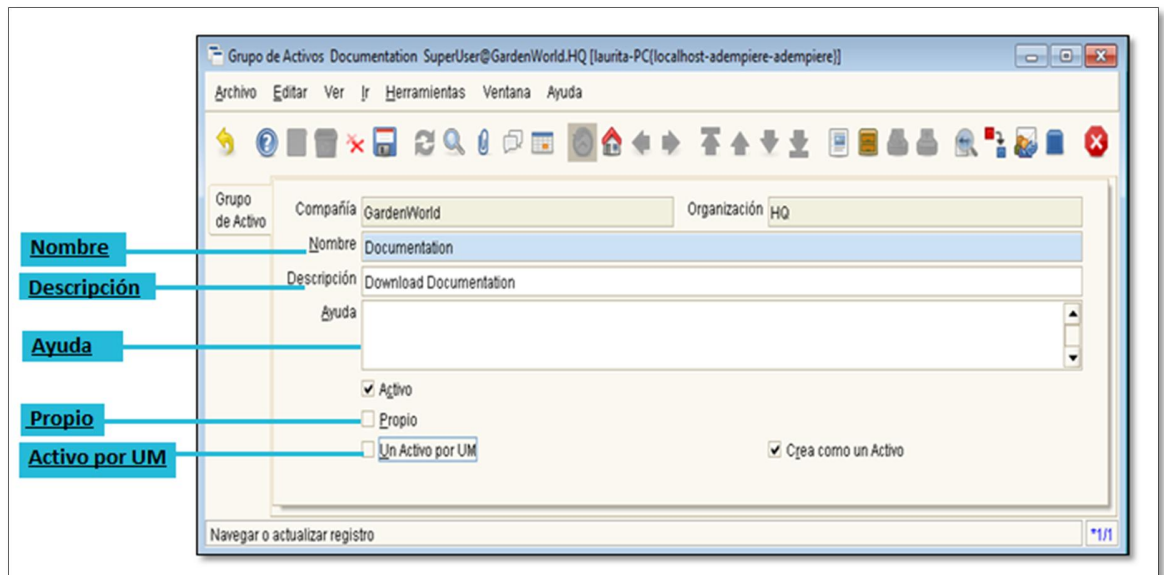 Grupo de Activos Documentation SuperUser@GardenWorld.HQ [laurita-PC{localhost-adempiere-adempiere}]
Archivo Editar Ver Ir Herramientas Ventana Ayuda
Grupo
de Activo
Compañía GardenWorld Organización HQ
Nombre
Nombre Documentation
Descripción
Descripción Download Documentation
Ayuda
Ayuda
Activo
Propio
Propio
Activo por UM
Un Activo por UM Crea como un Activo
Navegar o actualizar registro *1/1